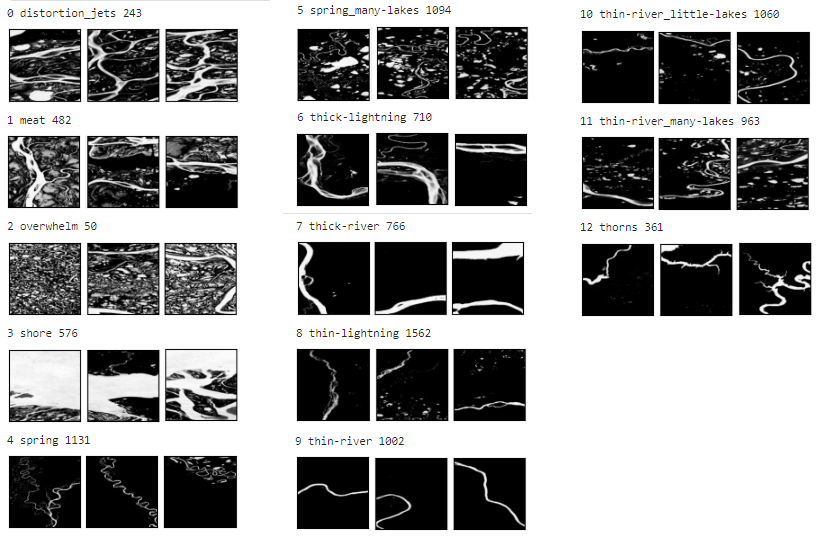 0 distortion_jets 243
1 meat 482
2 overwhelm 50
3 shore 576
4 spring 1131
5 spring_many-lakes 1094
6 thick-lightning 710
7 thick-river 766
8 thin-lightning 1562
9 thin-river 1002
10 thin-river_little-lakes 1060
11 thin-river_many-lakes 963
12 thorns 361